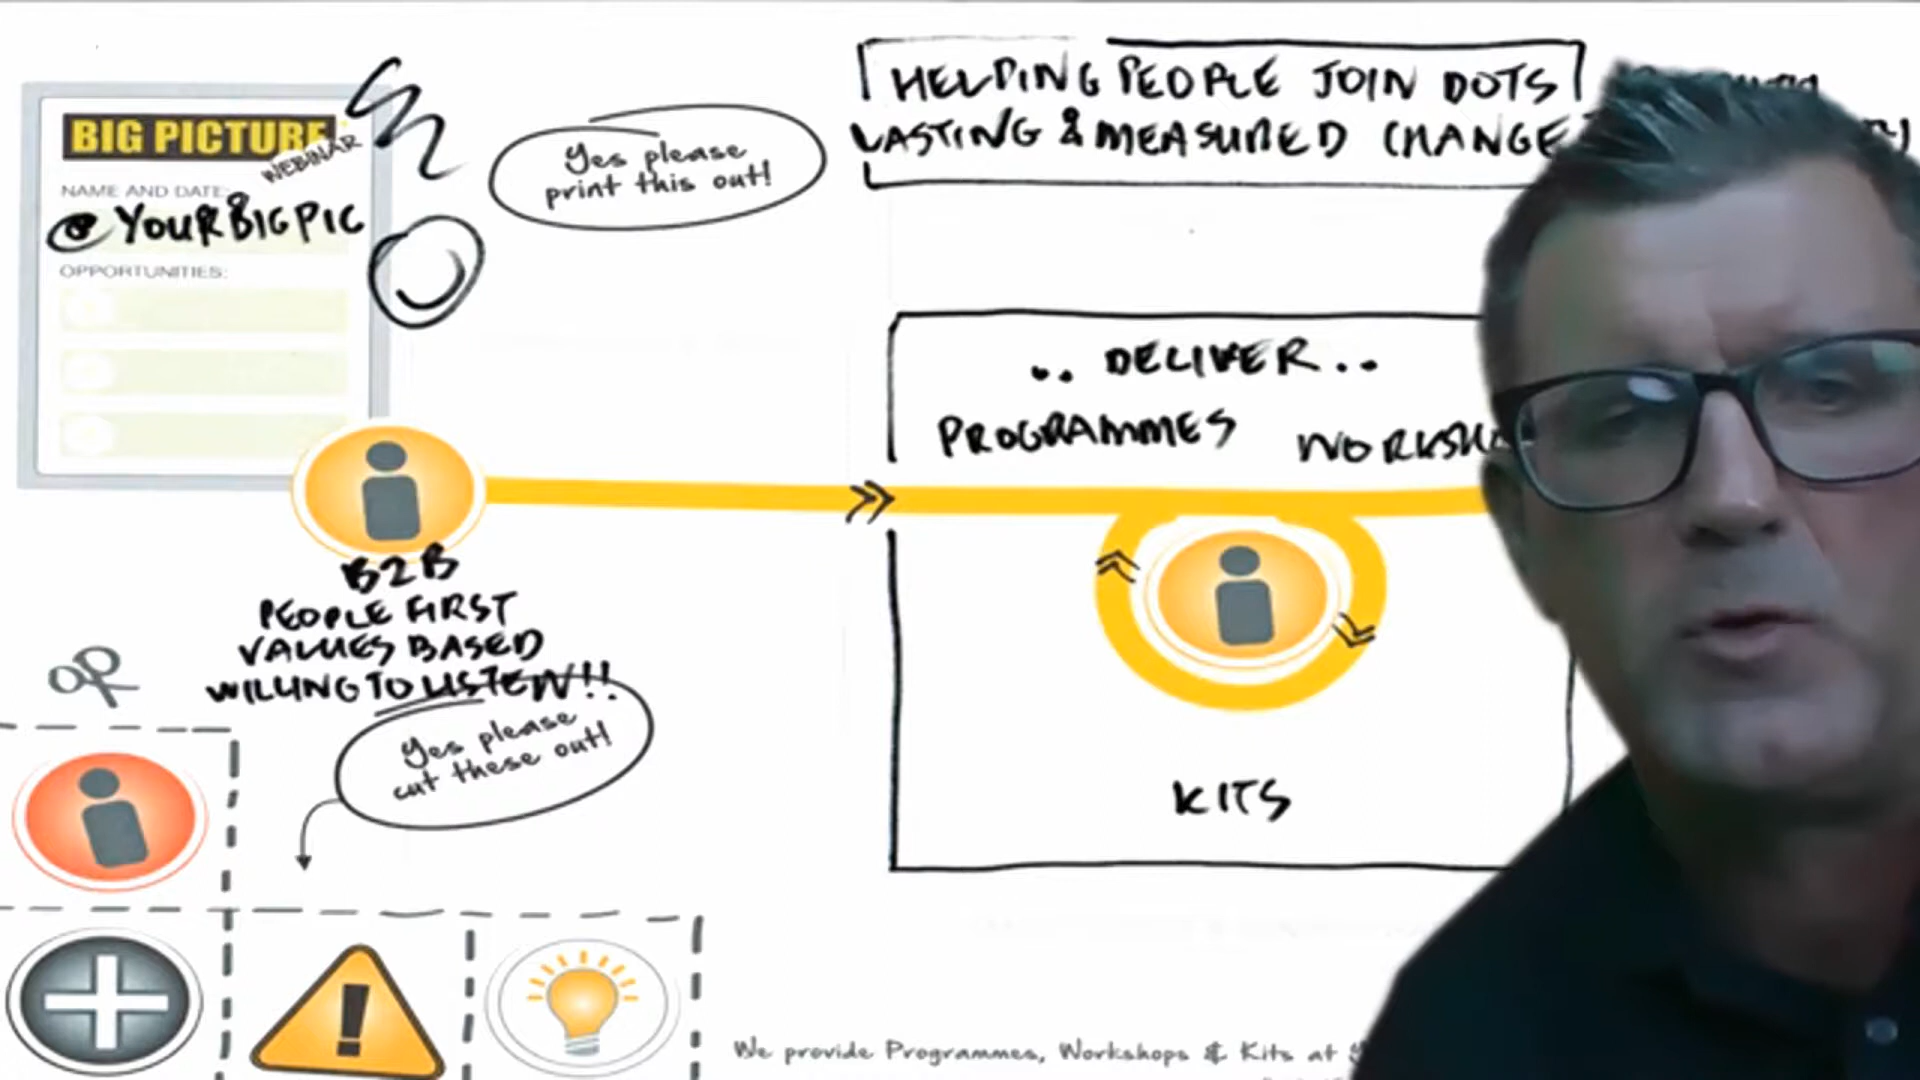 BIG PICTURE
WEBINAR
NAME AND DATE:
@YOURBIGPIC
OPPORTUNITIES:
Yes please
print this out!
HELPING PEOPLE JOIN DOTS
LASTING & MEASURED CHANGE
.. DELIVER..
PROGRAMMES
KITS
B2B
PEOPLE FIRST
VALUES BASED
WILLING TO LISTEN!!
OR
Yes please
cut these out!
We provide Programmes, Workshops & Kits at